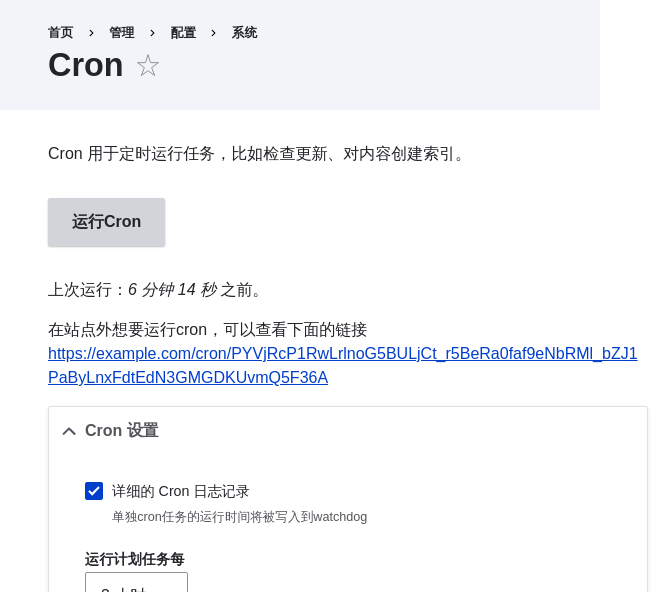 首页 › 管理 › 配置 › 系统
Cron ☆
Cron 用于定时运行任务，比如检查更新、对内容创建索引。
运行Cron
上次运行：6 分钟 14 秒 之前。
在站点外想要运行cron，可以查看下面的链接
https://example.com/cron/PYVjRcP1RwLrlnoG5BULjCt_r5BeRa0faf9eNbRMl_bZJ1
PaByLnxFdtEdN3GMGDKUvmQ5F36A
Cron 设置
详细的 Cron 日志记录
单独cron任务的运行时间将被写入到watchdog
运行计划任务每